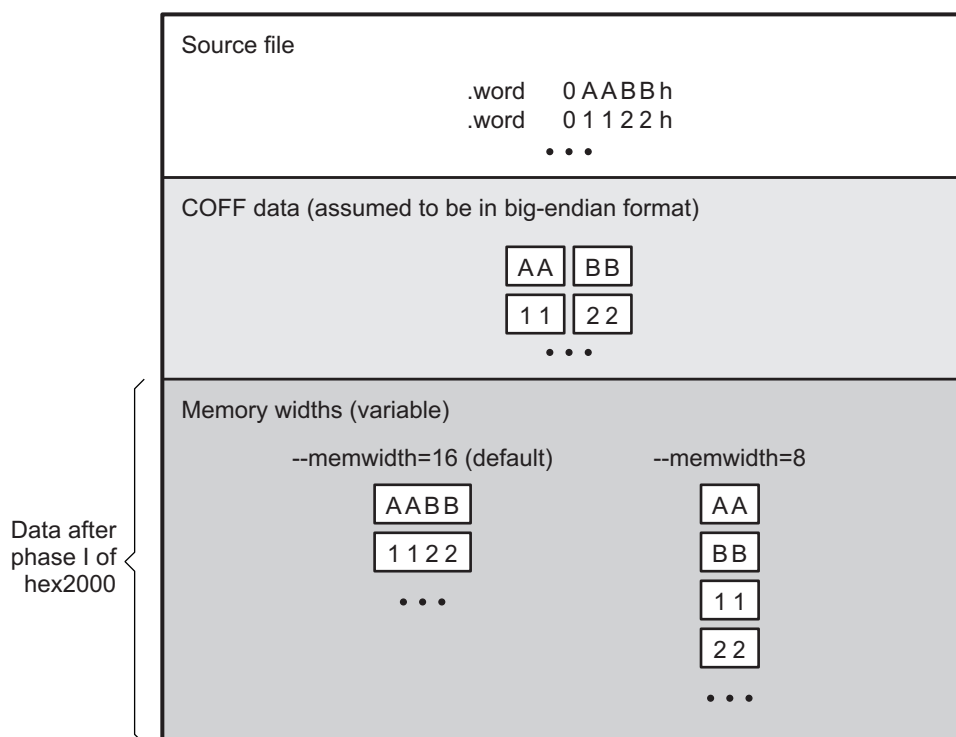 Source file
.word 0AABBh
.word 01122h
• • •
COFF data (assumed to be in big-endian format)
AA BB
11 22
• • •
Memory widths (variable)
--memwidth=16 (default) --memwidth=8
AABB AA
1122 BB
• • • 11
22
• • •
Data after
phase I of
hex2000